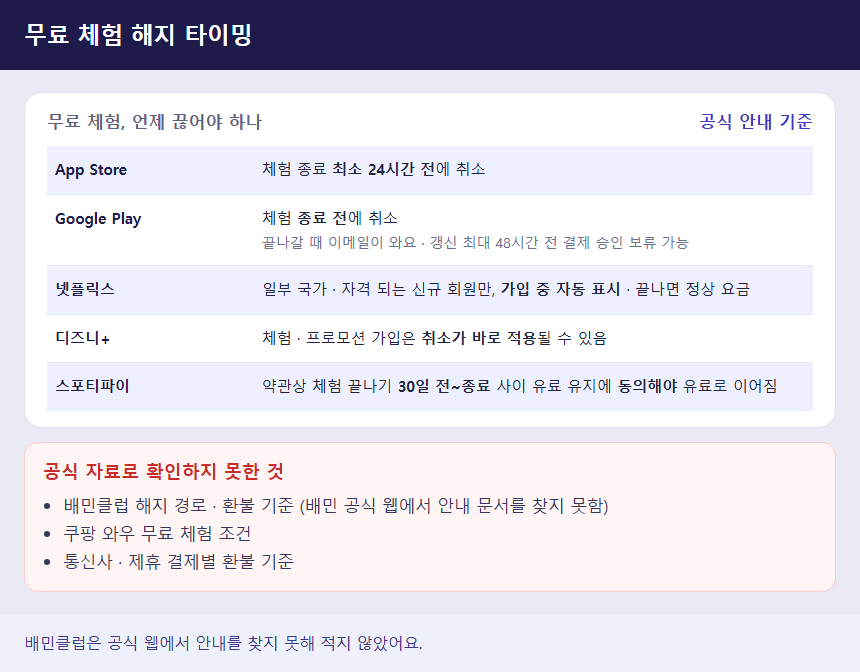 무료 체험 해지 타이밍
무료 체험, 언제 끊어야 하나
공식 안내 기준
App Store 체험 종료 최소 24시간 전에 취소
Google Play 체험 종료 전에 취소
끝나갈 때 이메일이 와요 · 갱신 최대 48시간 전 결제 승인 보류 가능
넷플릭스 일부 국가 · 자격 되는 신규 회원만, 가입 중 자동 표시 · 끝나면 정상 요금
디즈니+ 체험 · 프로모션 가입은 취소가 바로 적용될 수 있음
스포티파이 약관상 체험 끝나기 30일 전~종료 사이 유료 유지에 동의해야 유료로 이어짐
공식 자료로 확인하지 못한 것
• 배민클럽 해지 경로 · 환불 기준 (배민 공식 웹에서 안내 문서를 찾지 못함)
• 쿠팡 와우 무료 체험 조건
• 통신사 · 제휴 결제별 환불 기준
배민클럽은 공식 웹에서 안내를 찾지 못해 적지 않았어요.